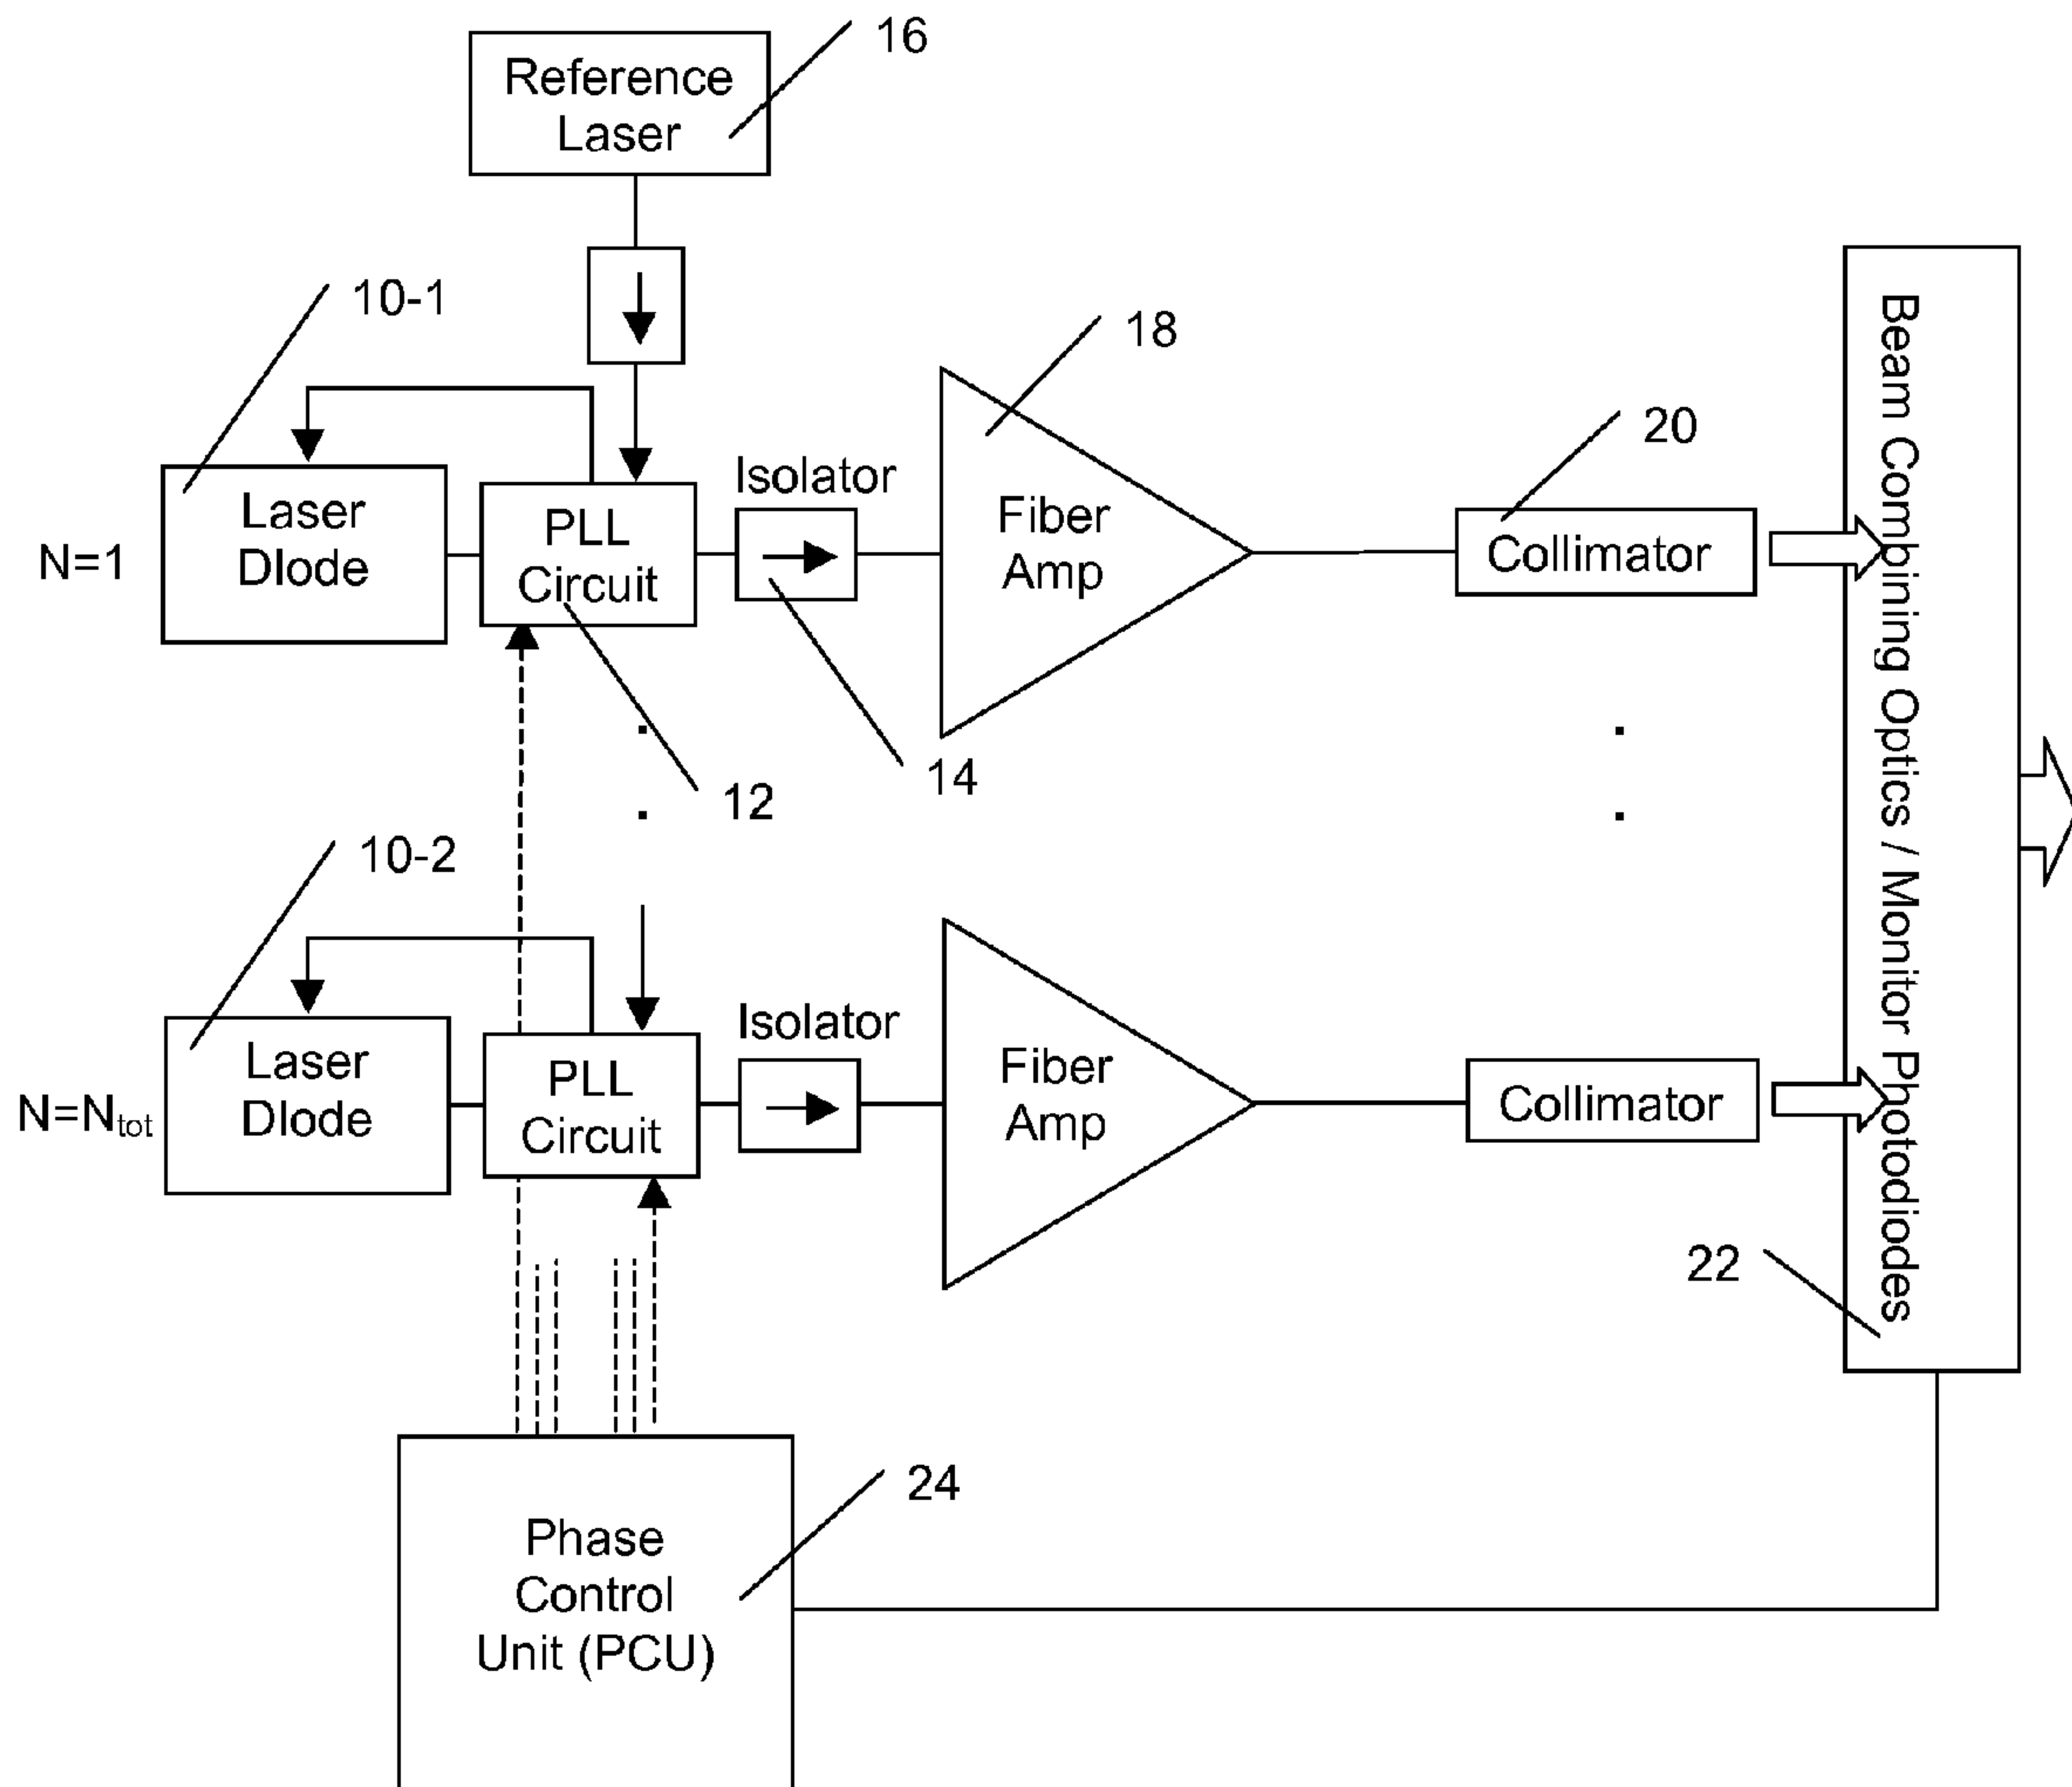 16
Reference
Laser
10-1
18
20
Isolator
Laser
DIode
PLL
Circuit
Fiber
Amp
Collimator
N=1
Beam Combining Optics / Monitor Photodiodes
14
12
10-2
Isolator
Laser
DIode
PLL
Circuit
Fiber
Amp
Collimator
N=Ntot
22
24
Phase
Control
Unit (PCU)